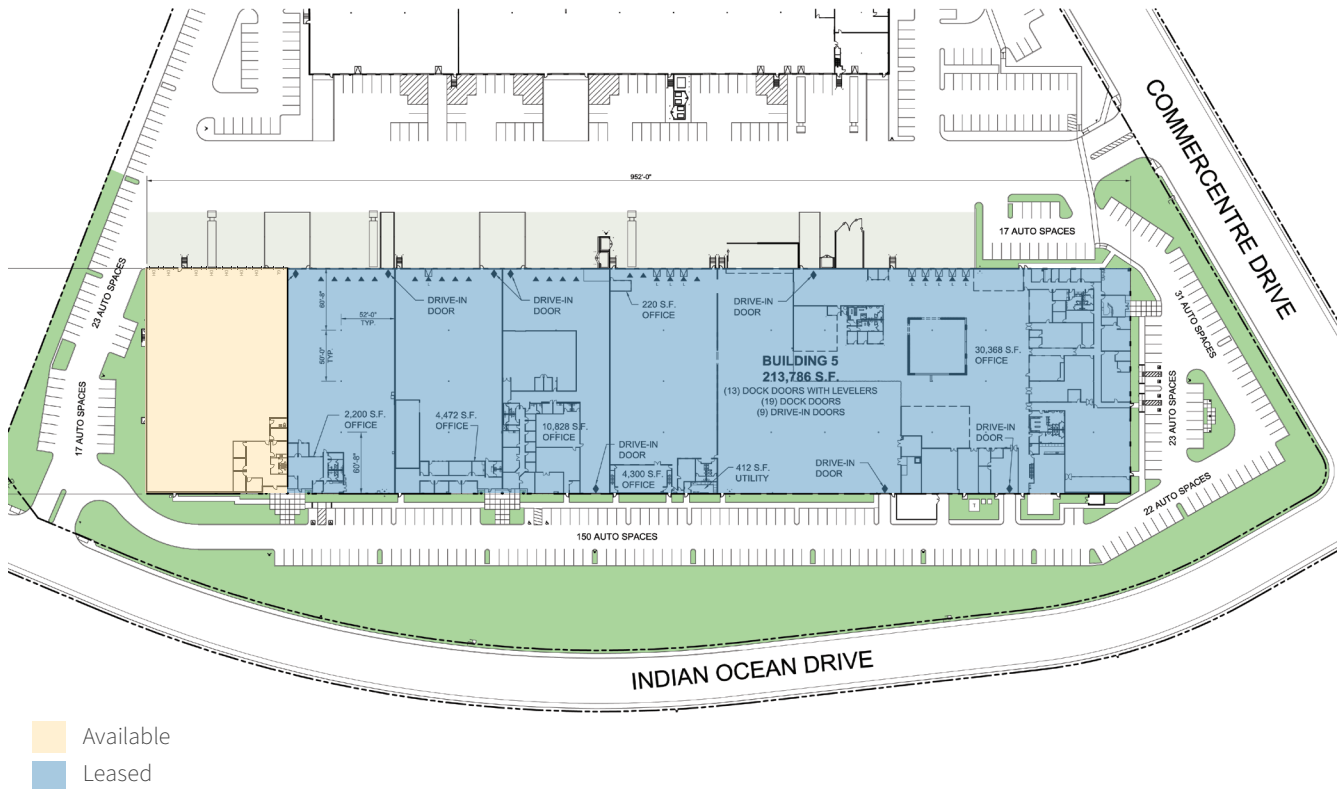 COMMERCENTRE DRIVE
952'-0"
17 AUTO SPACES
23 AUTO SPACES
31 AUTO SPACES
DRIVE-IN
DOOR
DRIVE-IN
DOOR
220 S.F.
OFFICE
DRIVE-IN
DOOR
60'-8"
52'-0"
TYP.
50'-0"
TYP.
BUILDING 5
213,786 S.F.
(13) DOCK DOORS WITH LEVELERS
(19) DOCK DOORS
(9) DRIVE-IN DOORS
30,368 S.F.
OFFICE
17 AUTO SPACES
23 AUTO SPACES
2,200 S.F.
OFFICE
4,472 S.F.
OFFICE
10,828 S.F.
OFFICE
60'-8"
DRIVE-IN
DOOR
4,300 S.F.
OFFICE
412 S.F.
UTILITY
DRIVE-IN
DOOR
DRIVE-IN
DOOR
22 AUTO SPACES
T
150 AUTO SPACES
INDIAN OCEAN DRIVE
Available
Leased